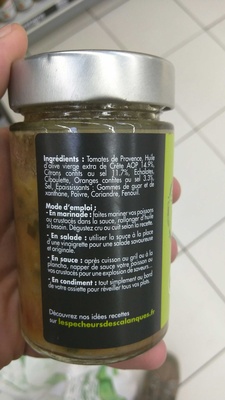 Ingrédients : Tomates de Provence, Huile
d'olive vierge extra de Crète AOP 14.9%,
Citrons confits au sel 11.7%, Echalotes,
Ciboulette, Oranges confites au sel 3.3%,
Sel, Epaississants : Gommes de guar et de
xanthane, Poivre, Coriandre, Fenouil.
Mode d'emploi :
- En marinade : faites mariner vos poissons
ou crustacés dans la sauce, rallonger d'huile
si besoin. Dégustez cru ou cuit selon la recette.
- En salade : utiliser la sauce à la place
d'une vinaigrette pour une salade savoureuse
et originale.
- En sauce : après cuisson au gril ou à la
plancha, napper de sauce votre poisson ou
vos crustacés pour une explosion de saveurs...
- En condiment : tout simplement au bord
de votre assiette pour réveiller tous vos plats.
Découvrez nos idées recettes
sur lespecheursdescalanques.fr